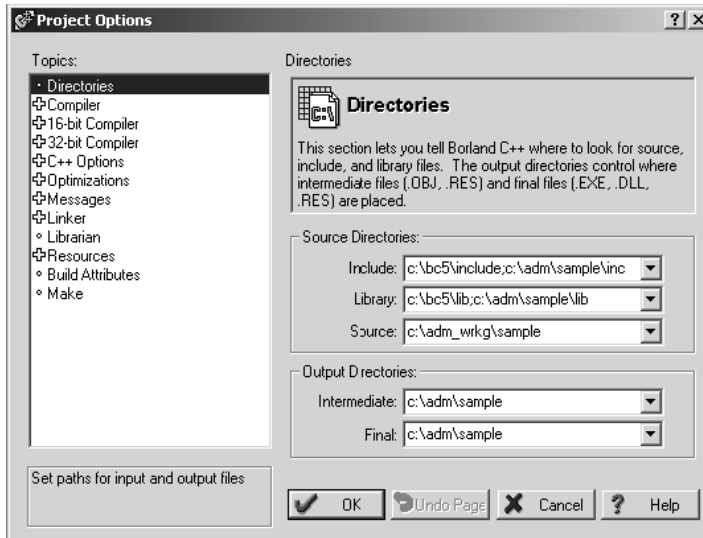 Project Options
Topics:
Directories
Compiler
16-bit Compiler
32-bit Compiler
C++ Options
Optimizations
Messages
Linker
Librarian
Resources
Build Attributes
Make
Set paths for input and output files
Directories
C:\
Directories
This section lets you tell Borland C++ where to look for source,
include, and library files. The output directories control where
intermediate files (.OBJ, .RES) and final files (.EXE, .DLL,
.RES) are placed.
Source Directories:
Include: c:\bc5\include;c:\adm\sample\inc
Library: c:\bc5\lib;c:\adm\sample\lib
Source: c:\adm_wrkg\sample
Output Directories:
Intermediate: c:\adm\sample
Final: c:\adm\sample
OK Undo Page Cancel ? Help